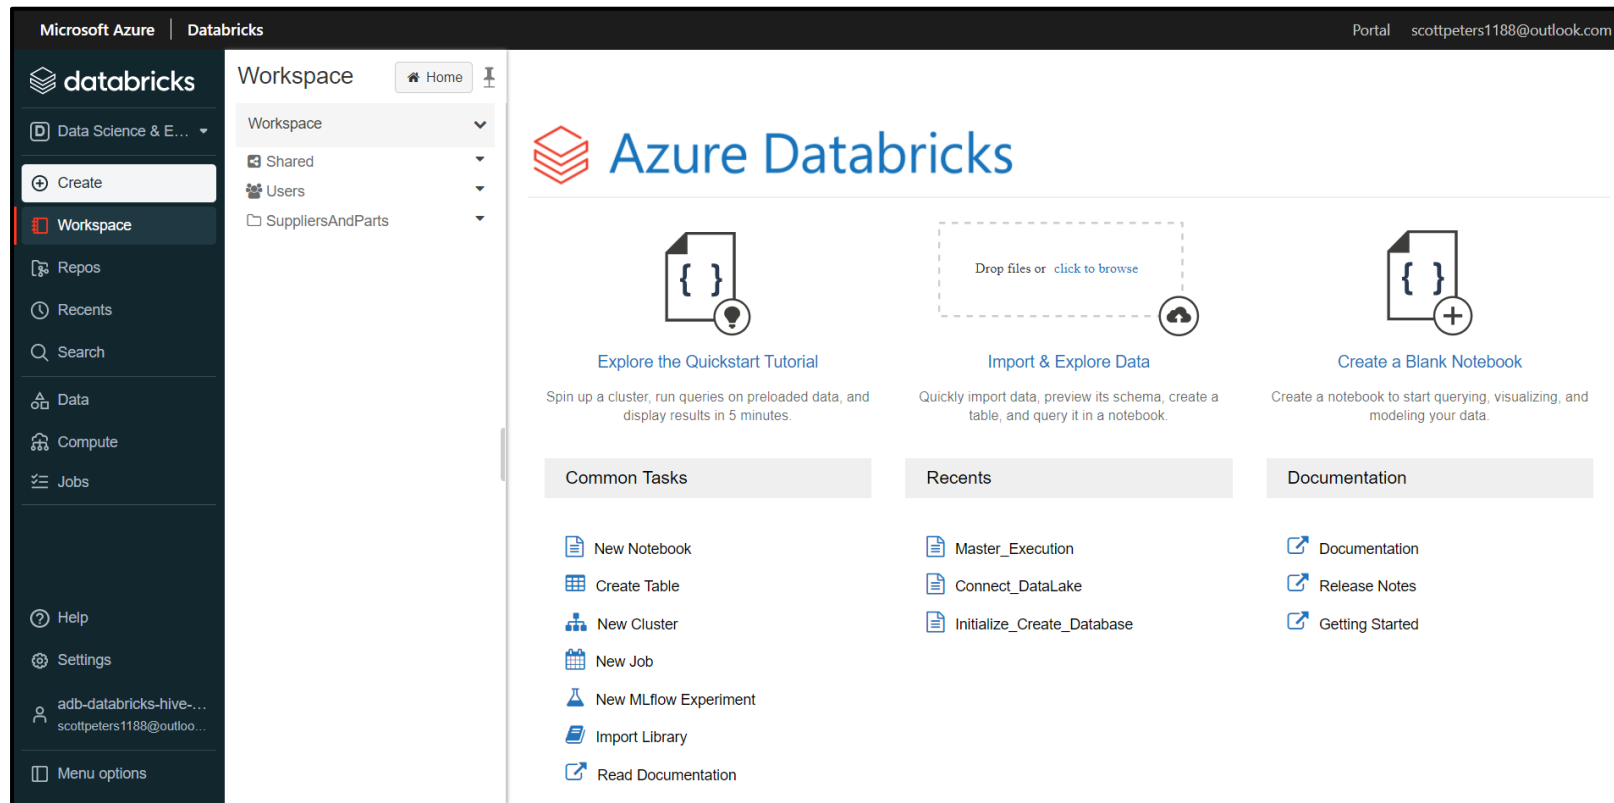 Microsoft Azure | Databricks
Portal scottpeters1188@outlook.com
databricks
Data Science & E...
Create
Workspace
Repos
Recents
Search
Data
Compute
Jobs
Help
Settings
adb-databricks-hive-...
scottpeters1188@outloo...
Menu options
Workspace
Home
Workspace
Shared
Users
SuppliersAndParts
Azure Databricks
{ }
Explore the Quickstart Tutorial
Spin up a cluster, run queries on preloaded data, and
display results in 5 minutes.
Drop files or click to browse
Import & Explore Data
Quickly import data, preview its schema, create a
table, and query it in a notebook.
{ }
Create a Blank Notebook
Create a notebook to start querying, visualizing, and
modeling your data.
Common Tasks
New Notebook
Create Table
New Cluster
New Job
New MLflow Experiment
Import Library
Read Documentation
Recents
Master_Execution
Connect_DataLake
Initialize_Create_Database
Documentation
Documentation
Release Notes
Getting Started